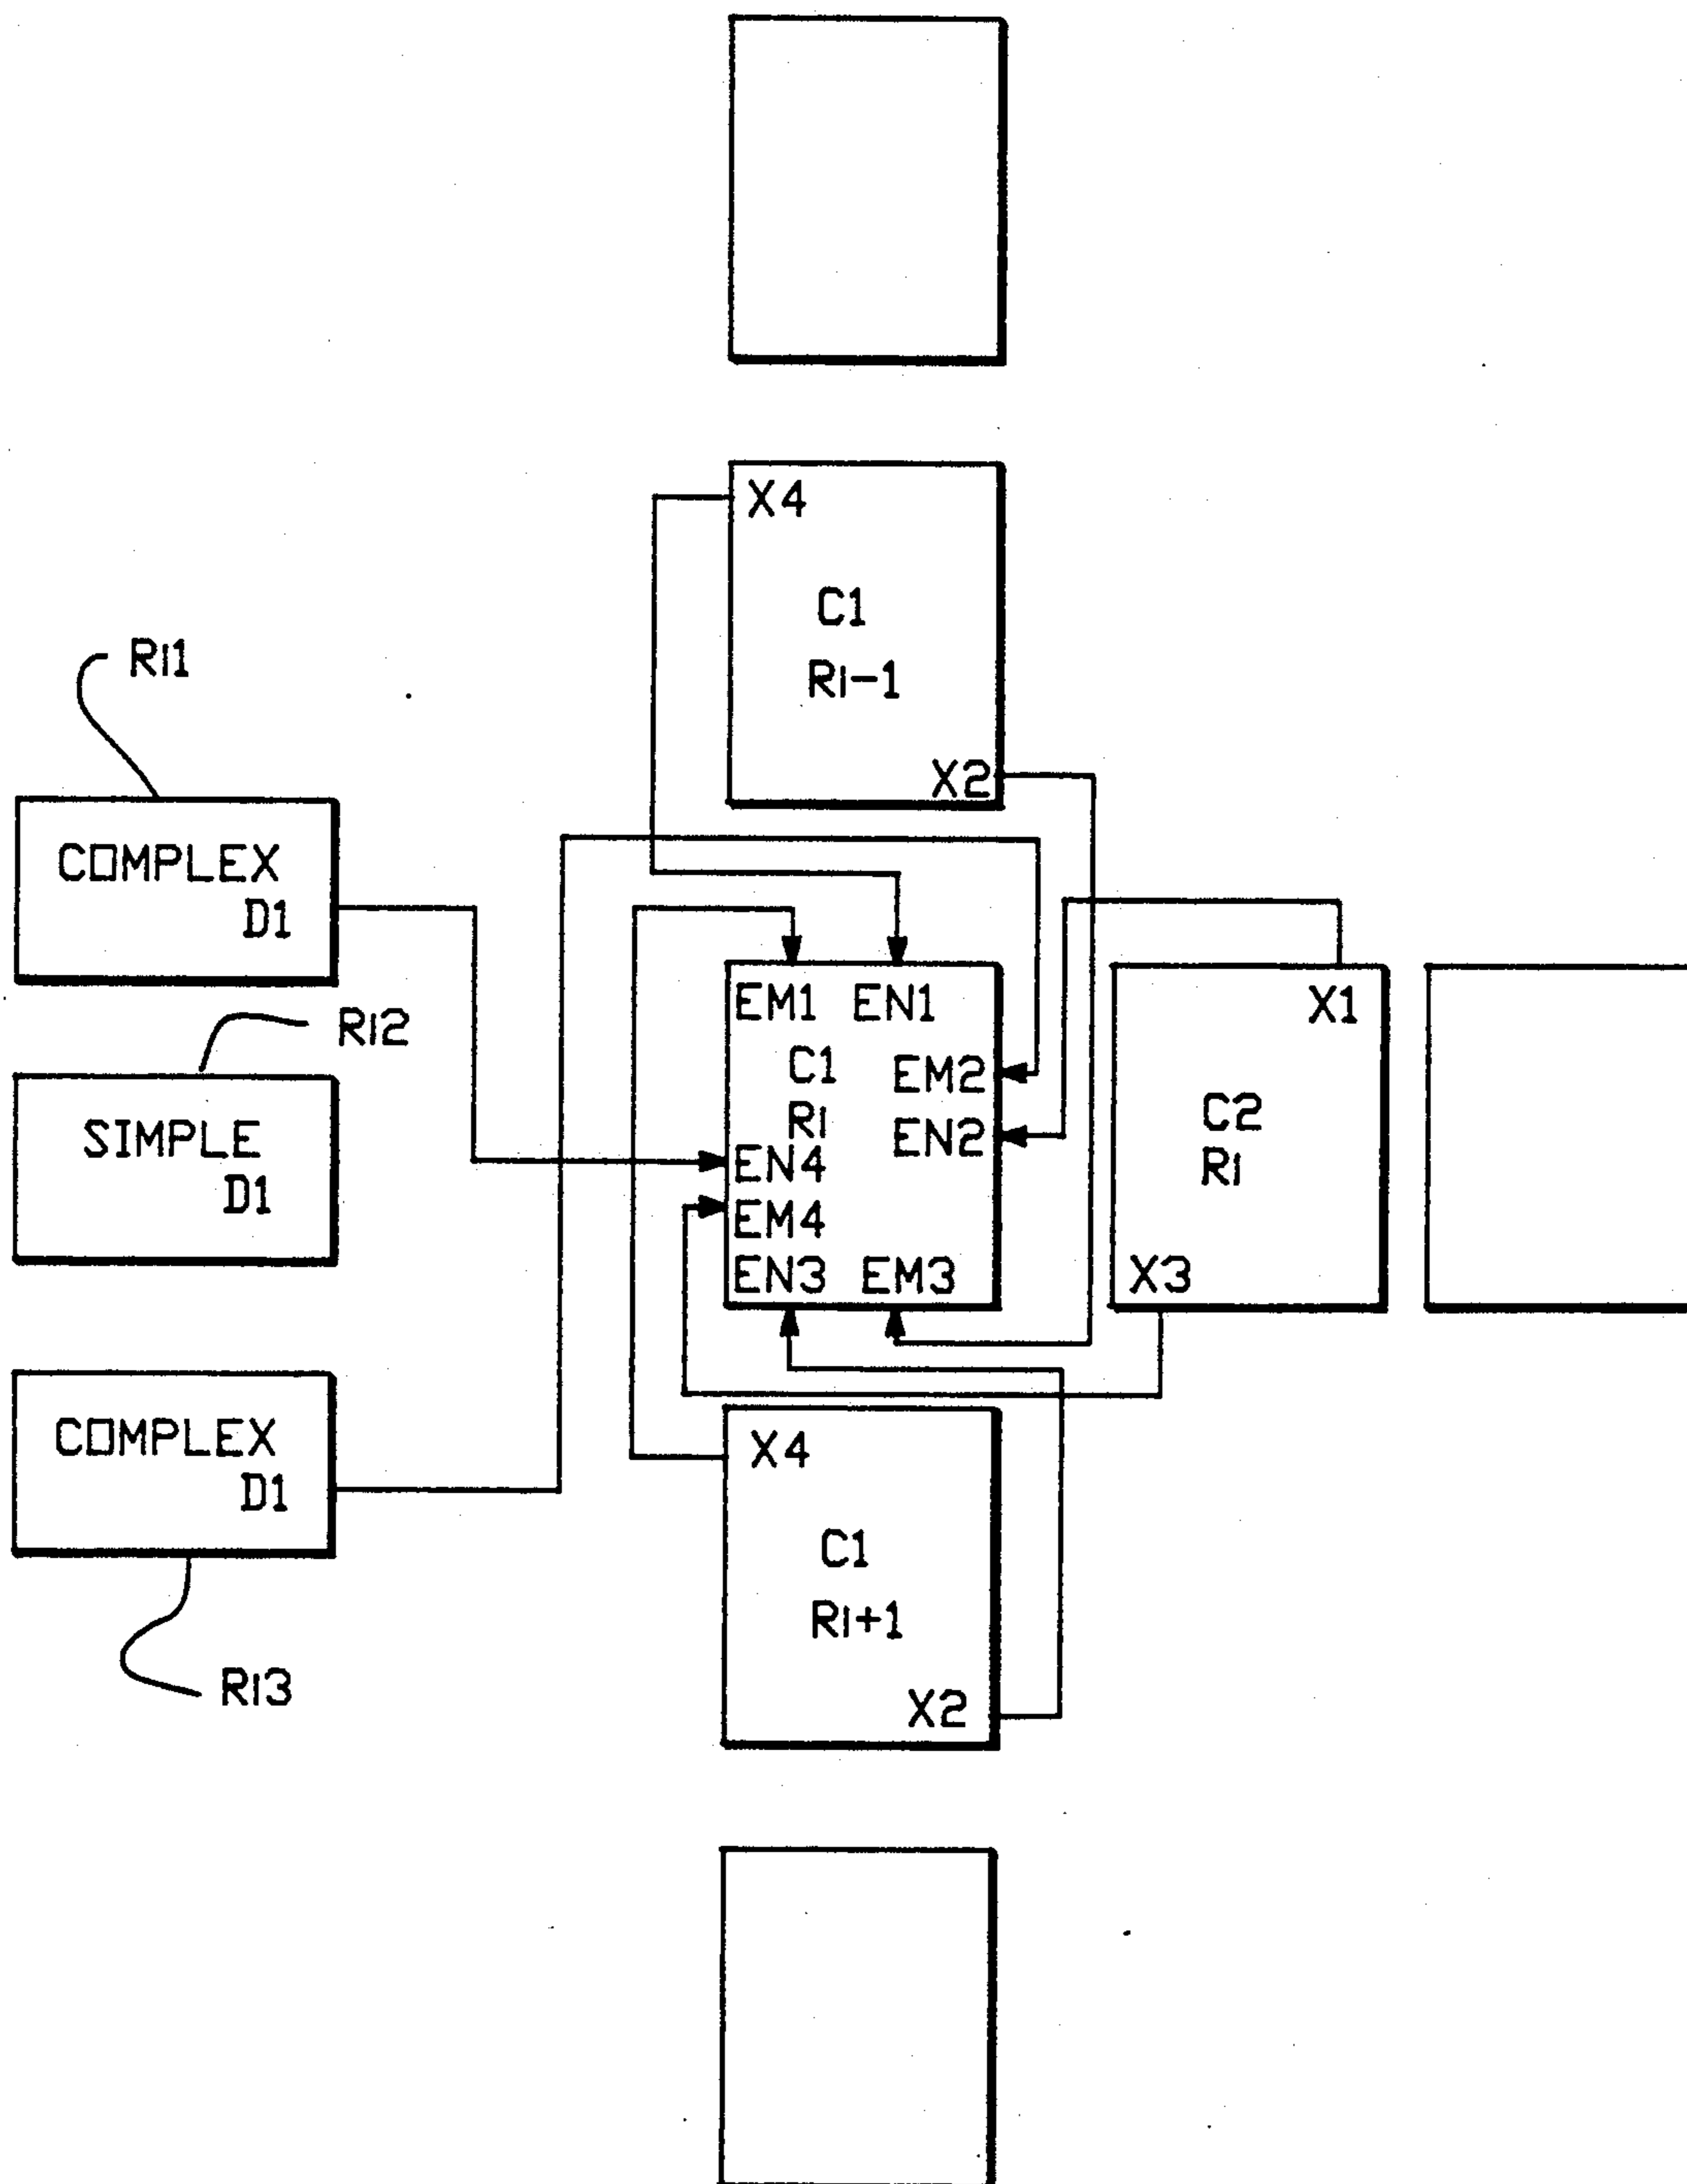 X4
C1
Ri-1
X2
Ri1
COMPLEX
D1
Ri2
SIMPLE
D1
COMPLEX
D1
Ri3
EM1 EN1
C1
EM2
Ri
EN2
EN4
EM4
EN3 EM3
X1
C2
Ri
X3
X4
C1
Ri+1
X2